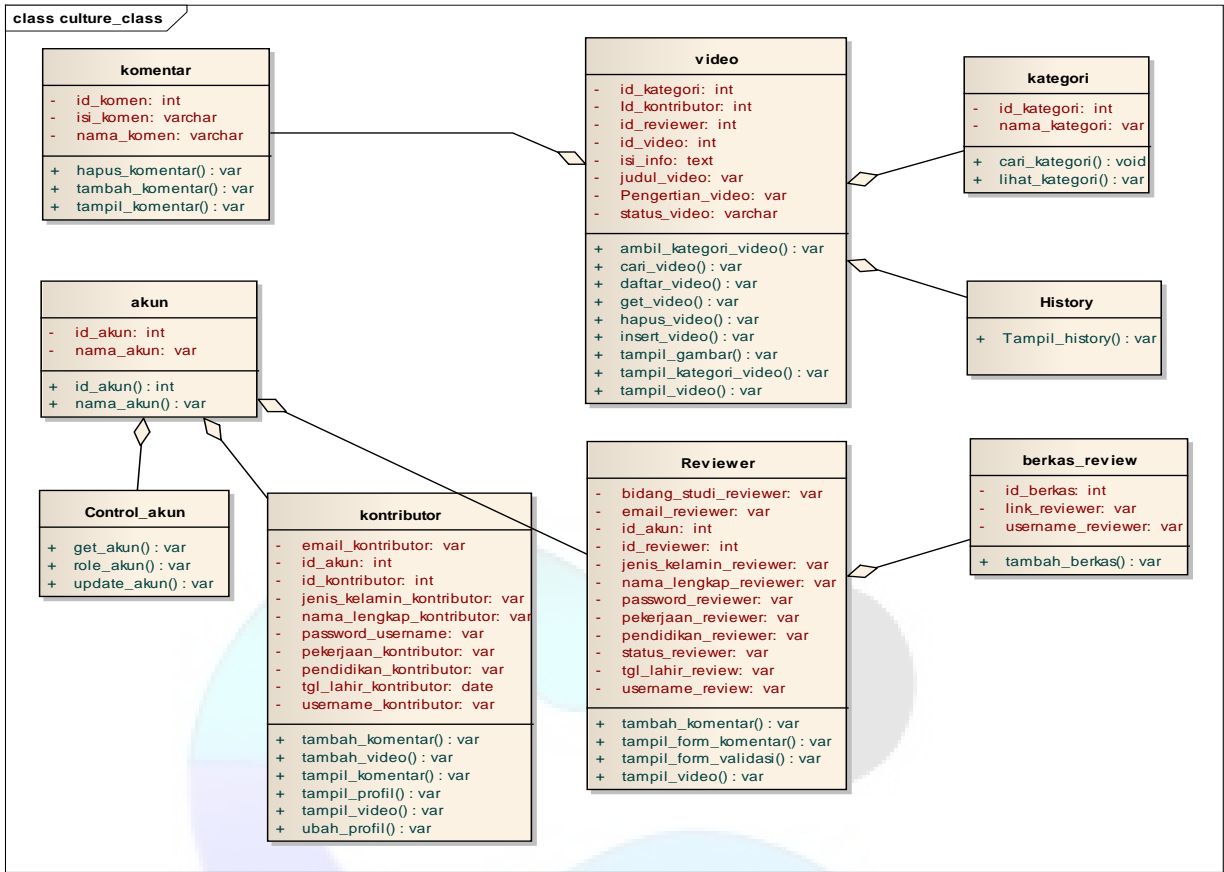 class culture_class
komentar
- id_komen: int
- isi_komen: varchar
- nama_komen: varchar
+ hapus_komentar() : var
+ tambah_komentar() : var
+ tampil_komentar() : var
video
- id_kategori: int
- Id_kontributor: int
- id_reviewer: int
- id_video: int
- isi_info: text
- judul_video: var
- Pengertian_video: var
- status_video: varchar
+ ambil_kategori_video() : var
+ cari_video() : var
+ daftar_video() : var
+ get_video() : var
+ hapus_video() : var
+ insert_video() : var
+ tampil_gambar() : var
+ tampil_kategori_video() : var
+ tampil_video() : var
kategori
- id_kategori: int
- nama_kategori: var
+ cari_kategori() : void
+ lihat_kategori() : var
History
+ Tampil_history() : var
akun
- id_akun: int
- nama_akun: var
+ id_akun() : int
+ nama_akun() : var
Control_akun
+ get_akun() : var
+ role_akun() : var
+ update_akun() : var
kontributor
- email_kontributor: var
- id_akun: int
- id_kontributor: int
- jenis_kelamin_kontributor: var
- nama_lengkap_kontributor: var
- password_username: var
- pekerjaan_kontributor: var
- pendidikan_kontributor: var
- tgl_lahir_kontributor: date
- username_kontributor: var
+ tambah_komentar() : var
+ tambah_video() : var
+ tampil_komentar() : var
+ tampil_profil() : var
+ tampil_video() : var
+ ubah_profil() : var
Reviewer
- bidang_studi_reviewer: var
- email_reviewer: var
- id_akun: int
- id_reviewer: int
- jenis_kelamin_reviewer: var
- nama_lengkap_reviewer: var
- password_reviewer: var
- pekerjaan_reviewer: var
- pendidikan_reviewer: var
- status_reviewer: var
- tgl_lahir_review: var
- username_review: var
+ tambah_komentar() : var
+ tampil_form_komentar() : var
+ tampil_form_validasi() : var
+ tampil_video() : var
berkas_review
- id_berkas: int
- link_reviewer: var
- username_reviewer: var
+ tambah_berkas() : var